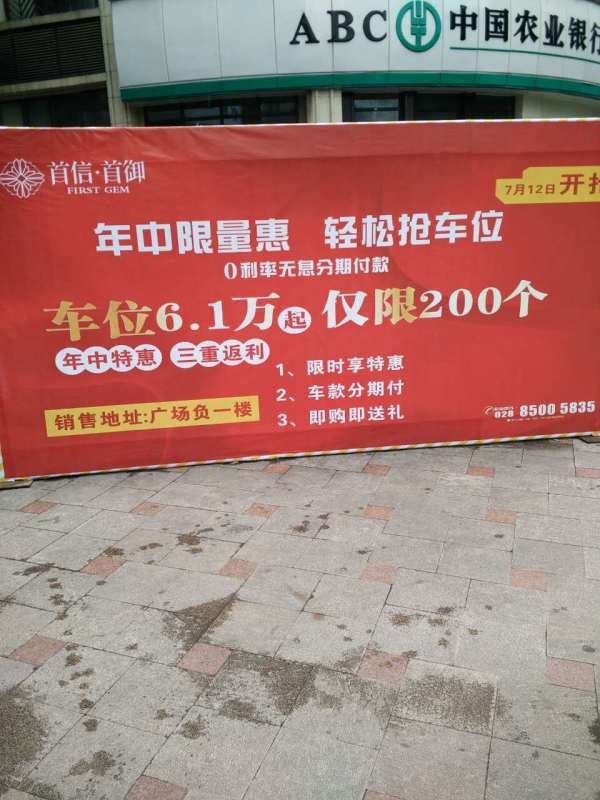 ABC 中国农业银行
首信·首御
FIRST GEM
7月12日 开
年中限量惠 轻松抢车位
0利率无息分期付款
车位6.1万起 仅限200个
年中特惠 三重返利
1、限时享特惠
2、车款分期付
3、即购即送礼
销售地址:广场负一楼
028 8500 5835